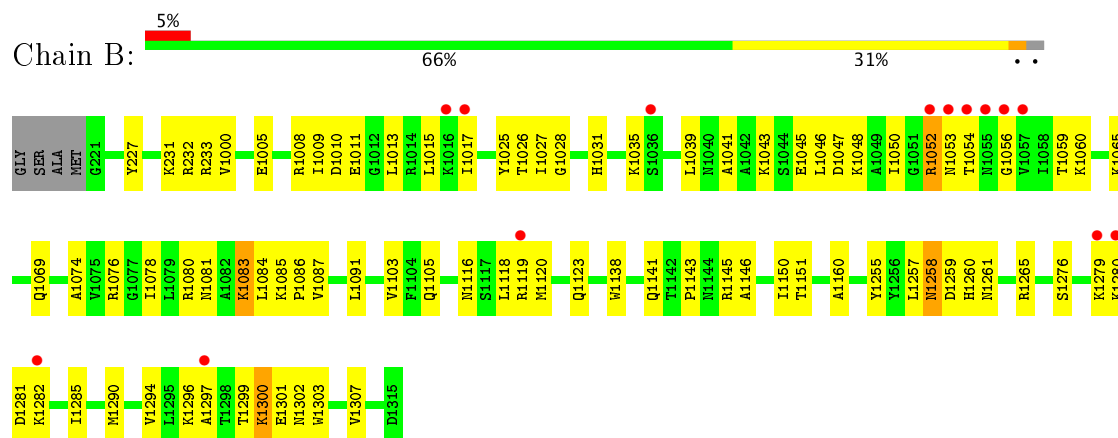 5%
Chain B:
66% 31% • •
GLY SER ALA MET G221 Y227 K231 R232 R233 V1000 E1005 R1008 I1009 D1010 E1011 G1012 L1013 R1014 L1015 K1016 I1017 Y1025 T1026 I1027 G1028 H1031 K1035 S1036 L1039 N1040 A1041 A1042 K1043 S1044 E1045 L1046 D1047 K1048 A1049 I1050 G1051 R1052 N1053 T1054 N1055 G1056 V1057 I1058 T1059 K1060 K1065
Q1069 A1074 V1075 R1076 G1077 I1078 L1079 R1080 N1081 A1082 K1083 L1084 K1085 P1086 V1087 L1091 V1103 F1104 Q1105 N1116 S1117 L1118 R1119 M1120 Q1123 W1138 Q1141 T1142 P1143 N1144 R1145 A1146 I1150 T1151 A1160 Y1255 Y1256 L1257 N1258 D1259 H1260 N1261 R1265 S1276 K1279 K1280
D1281 K1282 I1285 M1290 V1294 L1295 K1296 A1297 T1298 T1299 K1300 E1301 N1302 W1303 V1307 D1315